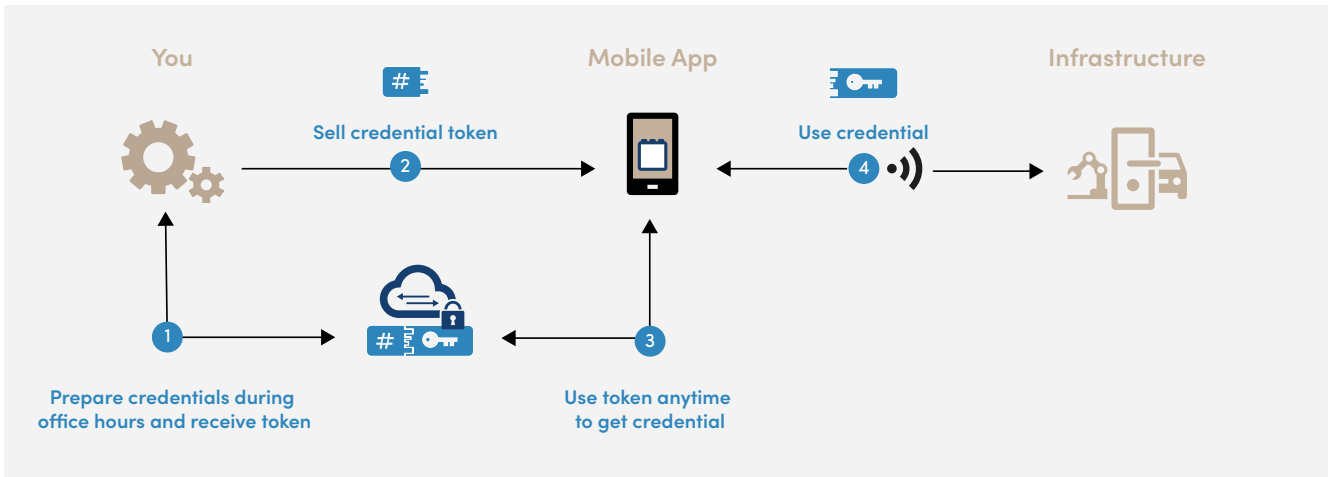 You
Mobile App
Infrastructure
#
Sell credential token
Use credential
2
4
#
1
3
Prepare credentials during
office hours and receive token
Use token anytime
to get credential